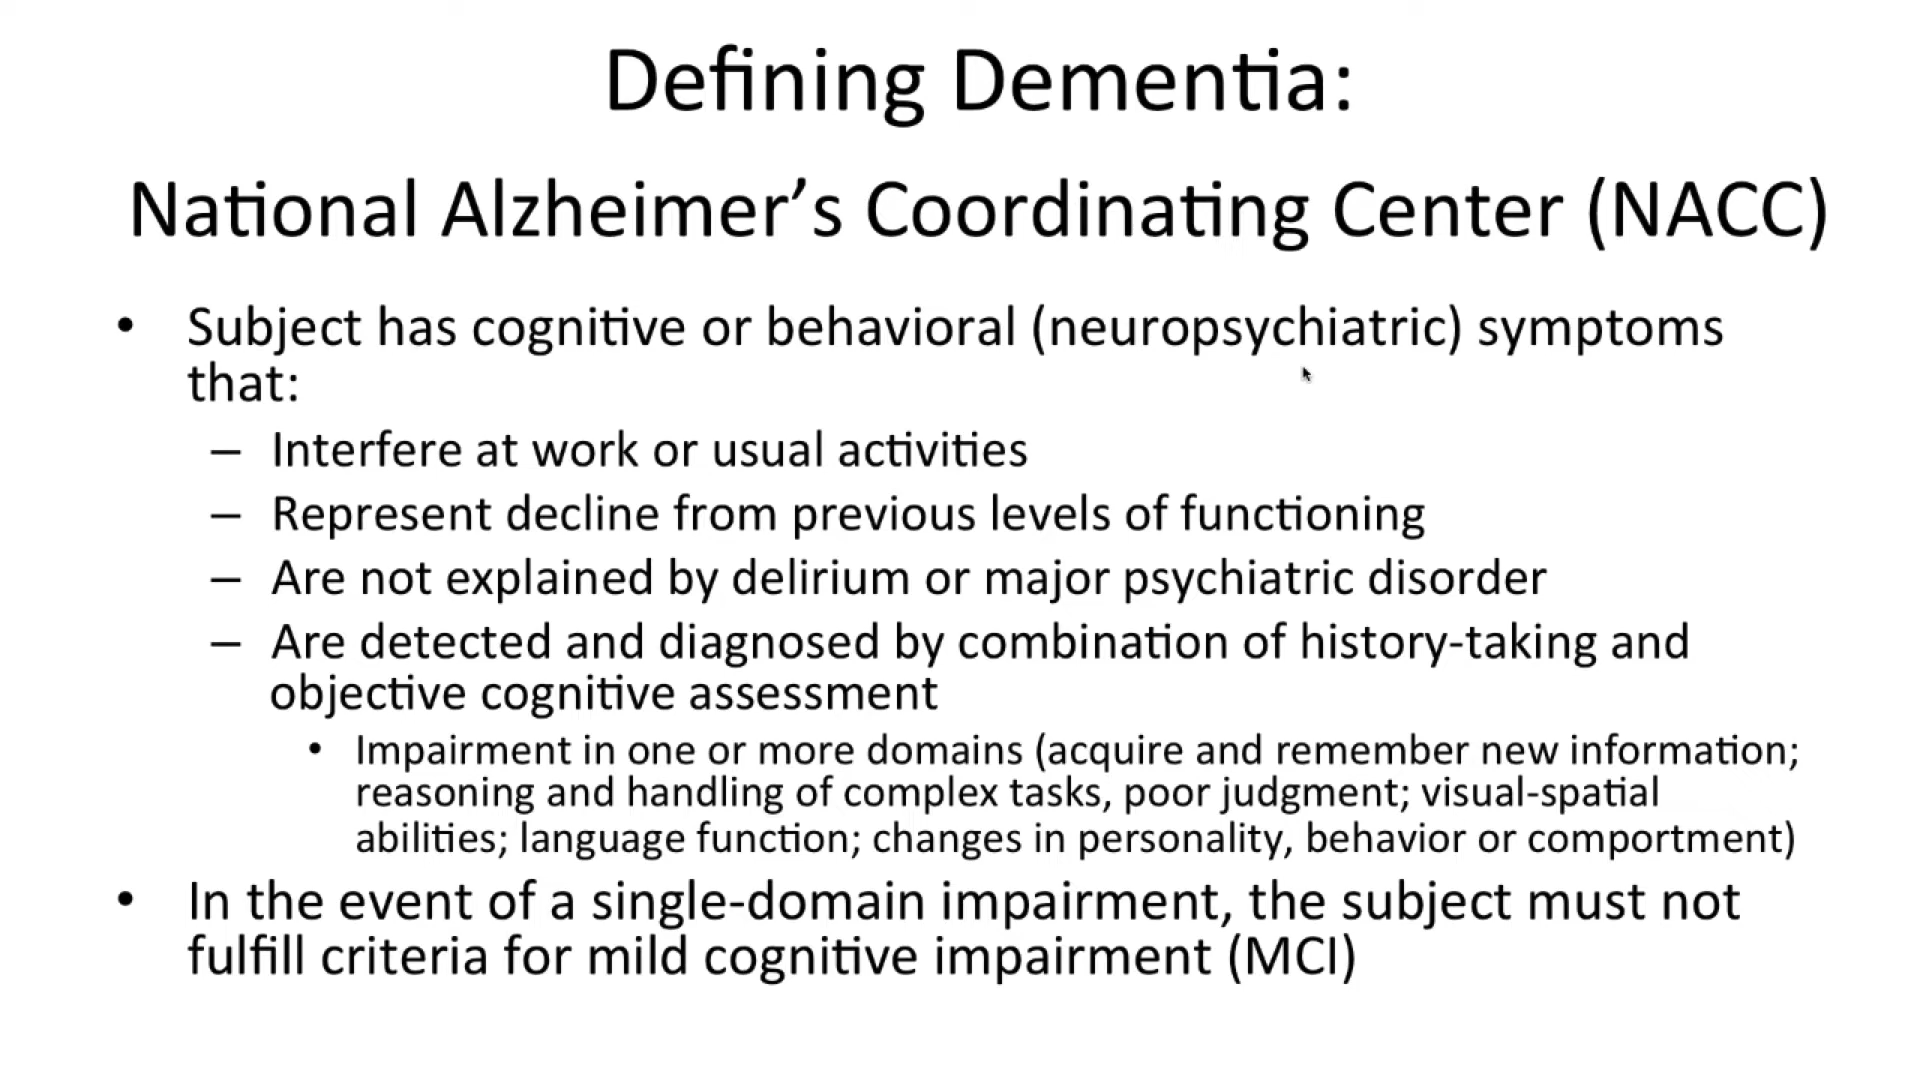 Defining Dementia:
National Alzheimer’s Coordinating Center (NACC)
• Subject has cognitive or behavioral (neuropsychiatric) symptoms
that:
– Interfere at work or usual activities
– Represent decline from previous levels of functioning
– Are not explained by delirium or major psychiatric disorder
– Are detected and diagnosed by combination of history-taking and
objective cognitive assessment
• Impairment in one or more domains (acquire and remember new information;
reasoning and handling of complex tasks, poor judgment; visual-spatial
abilities; language function; changes in personality, behavior or comportment)
• In the event of a single-domain impairment, the subject must not
fulfill criteria for mild cognitive impairment (MCI)